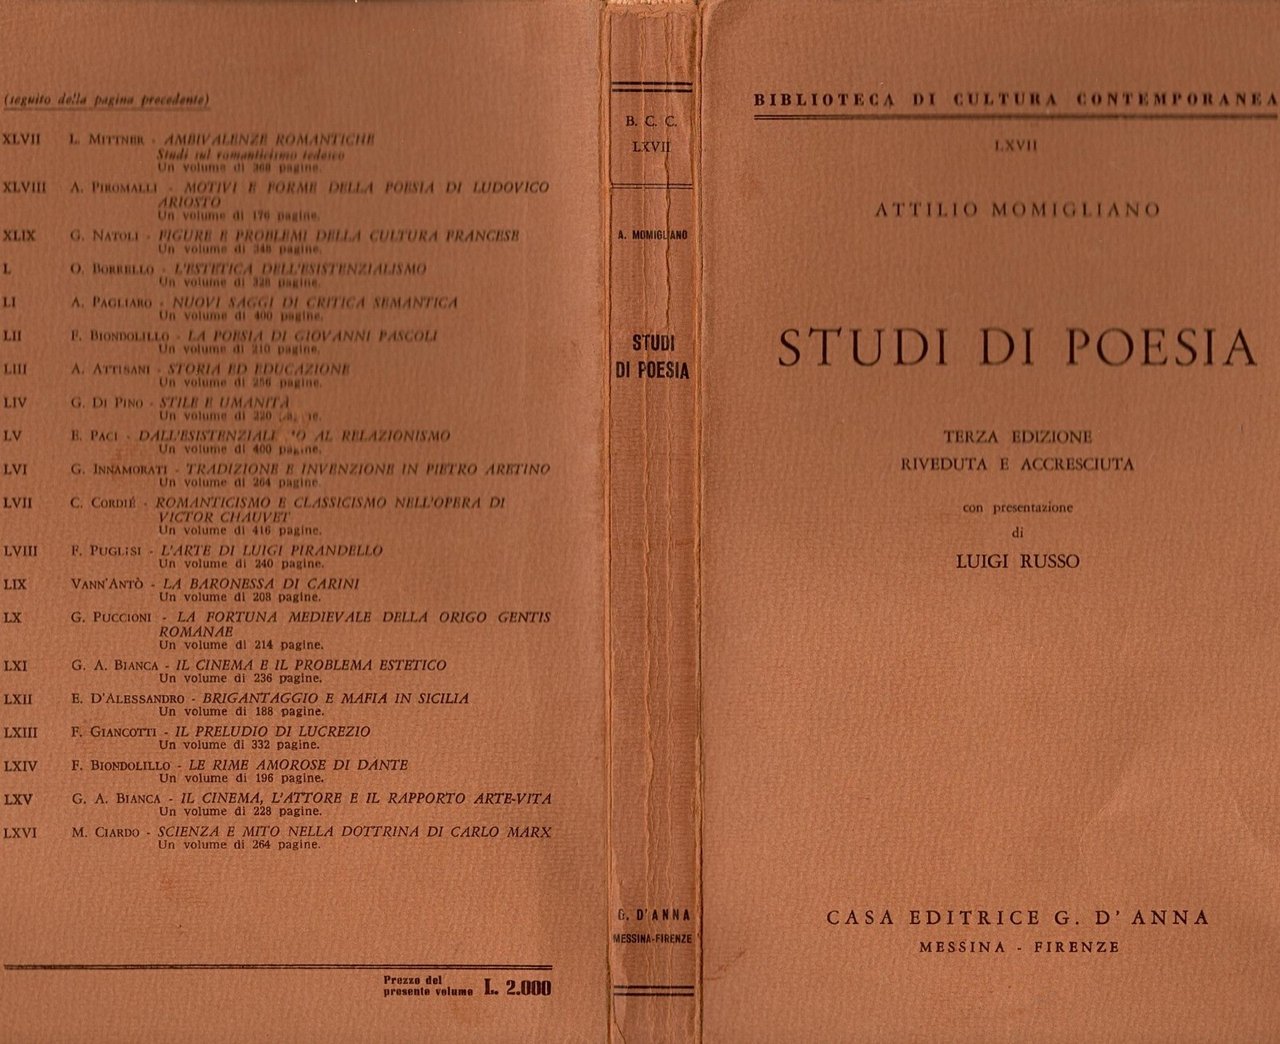 (seguito della pagina precedente)
XLVII L. Mittner - AMBIVALENZE ROMANTICHE
Studi sul romanticismo tedesco
Un volume di 368 pagine.
XLVIII A. Piromalli - MOTIVI E FORME DELLA POESIA DI LUDOVICO
ARIOSTO
Un volume di 176 pagine.
XLIX G. Natoli - FIGURE E PROBLEMI DELLA CULTURA FRANCESE
Un volume di 348 pagine.
L O. Borrello - L'ESTETICA DELL'ESISTENZIALISMO
Un volume di 328 pagine.
LI A. Pagliaro - NUOVI SAGGI DI CRITICA SEMANTICA
Un volume di 400 pagine.
LII F. Biondolillo - LA POESIA DI GIOVANNI PASCOLI
Un volume di 210 pagine.
LIII A. Attisani - STORIA ED EDUCAZIONE
Un volume di 256 pagine.
LIV G. Di Pino - STILE E UMANITÀ
Un volume di 220
LV E. Paci - DALL'ESISTENZIALI 'O AL RELAZIONISMO
Un volume di 400 pagine.
LVI G. Innamorati - TRADIZIONE E INVENZIONE IN PIETRO ARETINO
Un volume di 264 pagine.
LVII C. Cordié - ROMANTICISMO E CLASSICISMO NELL'OPERA DI
VICTOR CHAUVET
Un volume di 416 pagine.
LVIII F. Puglisi - L'ARTE DI LUIGI PIRANDELLO
Un volume di 240 pagine.
LIX Vann'Antò - LA BARONESSA DI CARINI
Un volume di 208 pagine.
LX G. Puccioni - LA FORTUNA MEDIEVALE DELLA ORIGO GENTIS
ROMANAE
Un volume di 214 pagine.
LXI G. A. Bianca - IL CINEMA E IL PROBLEMA ESTETICO
Un volume di 236 pagine.
LXII E. D'Alessandro - BRIGANTAGGIO E MAFIA IN SICILIA
Un volume di 188 pagine.
LXIII F. Giancotti - IL PRELUDIO DI LUCREZIO
Un volume di 332 pagine.
LXIV F. Biondolillo - LE RIME AMOROSE DI DANTE
Un volume di 196 pagine.
LXV G. A. Bianca - IL CINEMA, L'ATTORE E IL RAPPORTO ARTE-VITA
Un volume di 228 pagine.
LXVI M. Ciardo - SCIENZA E MITO NELLA DOTTRINA DI CARLO MARX
Un volume di 264 pagine.
Prezzo del
presente volume L. 2.000
B. C. C.
LXVII
A. MOMIGLIANO
STUDI
DI POESIA
G. D'ANNA
MESSINA-FIRENZE
BIBLIOTECA DI CULTURA CONTEMPORANEA
LXVII
ATTILIO MOMIGLIANO
STUDI DI POESIA
TERZA EDIZIONE
RIVEDUTA E ACCRESCIUTA
con presentazione
di
LUIGI RUSSO
CASA EDITRICE G. D'ANNA
MESSINA - FIRENZE